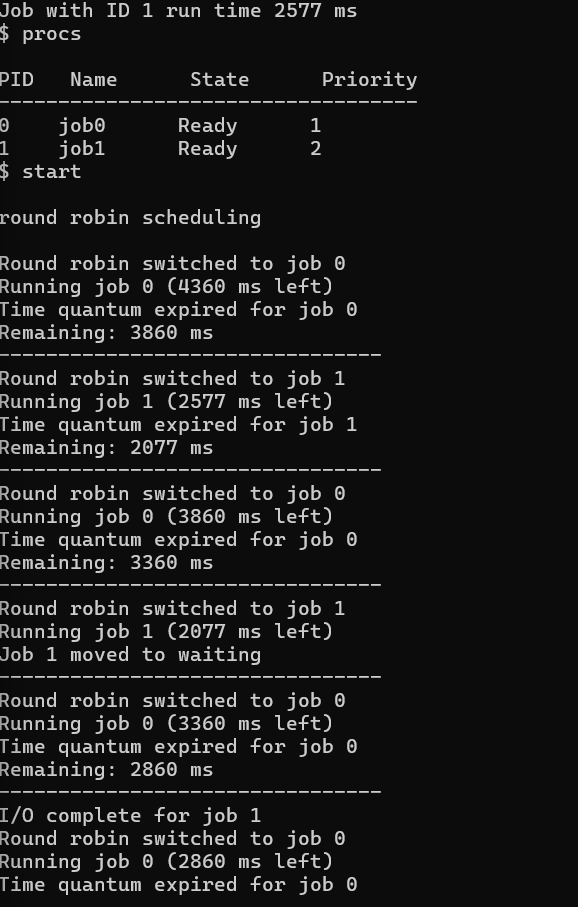 Job with ID 1 run time 2577 ms
$ procs
PID   Name      State      Priority
-----------------------------------
0    job0      Ready      1
1    job1      Ready      2
$ start
round robin scheduling
Round robin switched to job 0
Running job 0 (4360 ms left)
Time quantum expired for job 0
Remaining: 3860 ms
--------------------------------
Round robin switched to job 1
Running job 1 (2577 ms left)
Time quantum expired for job 1
Remaining: 2077 ms
--------------------------------
Round robin switched to job 0
Running job 0 (3860 ms left)
Time quantum expired for job 0
Remaining: 3360 ms
--------------------------------
Round robin switched to job 1
Running job 1 (2077 ms left)
Job 1 moved to waiting
--------------------------------
Round robin switched to job 0
Running job 0 (3360 ms left)
Time quantum expired for job 0
Remaining: 2860 ms
--------------------------------
I/O complete for job 1
Round robin switched to job 0
Running job 0 (2860 ms left)
Time quantum expired for job 0